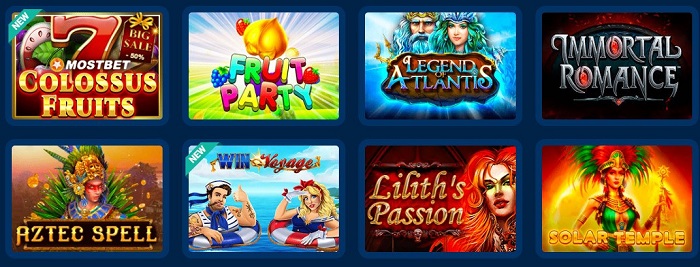 NEW
BIG
SALE
- 50%
7
MOSTBET
COLOSSUS
FRUITS
FRUIT
PARTY
LEGEND
OF
ATLANTIS
IMMORTAL
ROMANCE
AZTEC SPELL
NEW
WIN Voyage
Lilith's
Passion
SOLAR TEMPLE